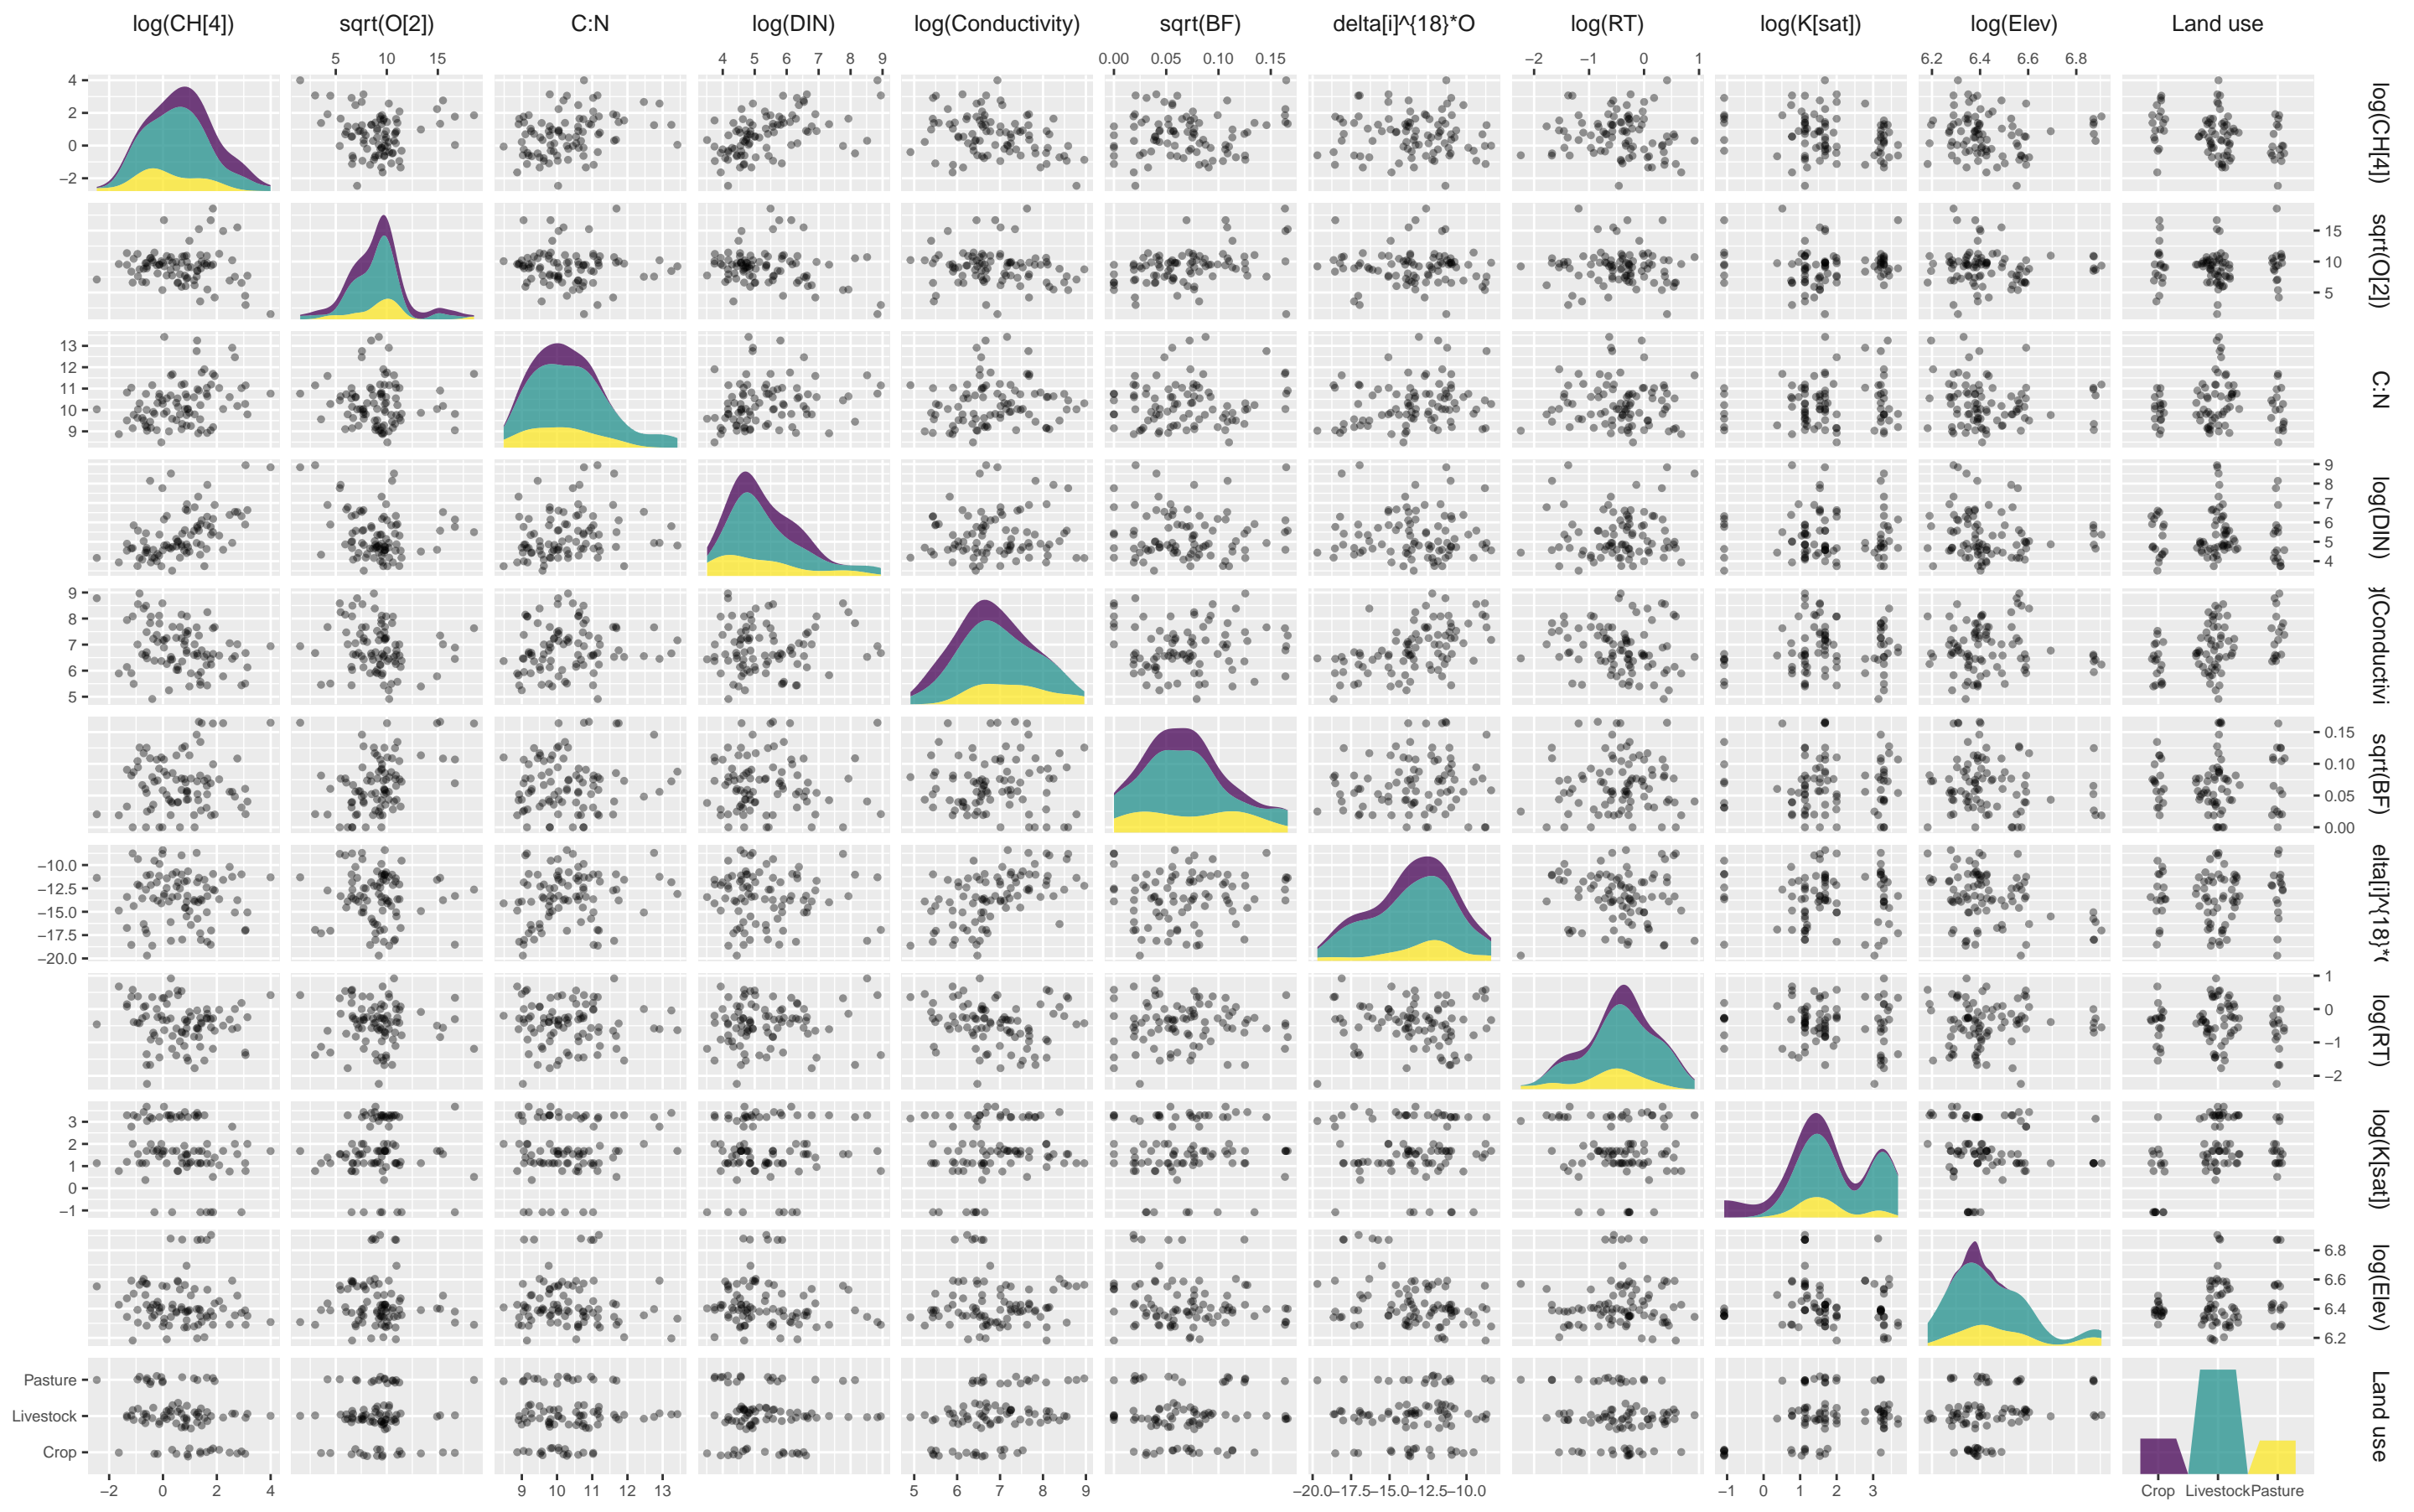 log(CH[4]) sqrt(O[2]) C:N log(DIN) log(Conductivity) sqrt(BF) delta[i]^{18}*O log(RT) log(K[sat]) log(Elev) Land use
5 10 15 4 5 6 7 8 9 0.00 0.05 0.10 0.15 −2 −1 0 1 6.2 6.4 6.6 6.8
4
2
0
−2
log(CH[4])
15
10
5
sqrt(O[2])
13
12
11
10
9
C:N
9
8
7
6
5
4
log(DIN)
9
8
7
6
5
(Conductivi
0.15
0.10
0.05
0.00
sqrt(BF)
−10.0
−12.5
−15.0
−17.5
−20.0
elta[i]^{18}*(
1
0
−1
−2
log(RT)
3
2
1
0
−1
log(K[sat])
6.8
6.6
6.4
6.2
log(Elev)
Pasture
Livestock
Crop
Land use
−2 0 2 4 9 10 11 12 13 5 6 7 8 9 −20.0 −17.5 −15.0 −12.5 −10.0 −1 0 1 2 3 Crop Livestock Pasture